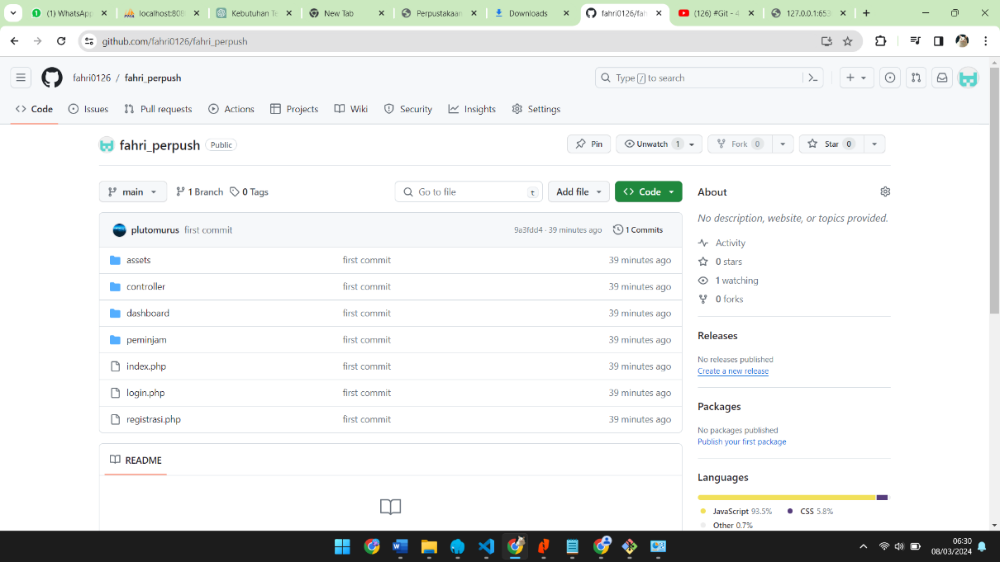 (1) WhatsApp
localhost:808
Kebutuhan Te
New Tab
Perpustakaan
Downloads
fahri0126/fah
(126) #Git - 4
127.0.0.1:653
github.com/fahri0126/fahri_perpush
fahri0126 / fahri_perpush
Type / to search
Code
Issues
Pull requests
Actions
Projects
Wiki
Security
Insights
Settings
fahri_perpush Public
Pin
Unwatch 1
Fork 0
Star 0
main
1 Branch
0 Tags
Go to file t
Add file
Code
plutomurus first commit 9a3fdd4 · 39 minutes ago 1 Commits
assets first commit 39 minutes ago
controller first commit 39 minutes ago
dashboard first commit 39 minutes ago
peminjam first commit 39 minutes ago
index.php first commit 39 minutes ago
login.php first commit 39 minutes ago
registrasi.php first commit 39 minutes ago
README
About
No description, website, or topics provided.
Activity
0 stars
1 watching
0 forks
Releases
No releases published
Create a new release
Packages
No packages published
Publish your first package
Languages
JavaScript 93.5% CSS 5.8%
Other 0.7%
06:30
08/03/2024